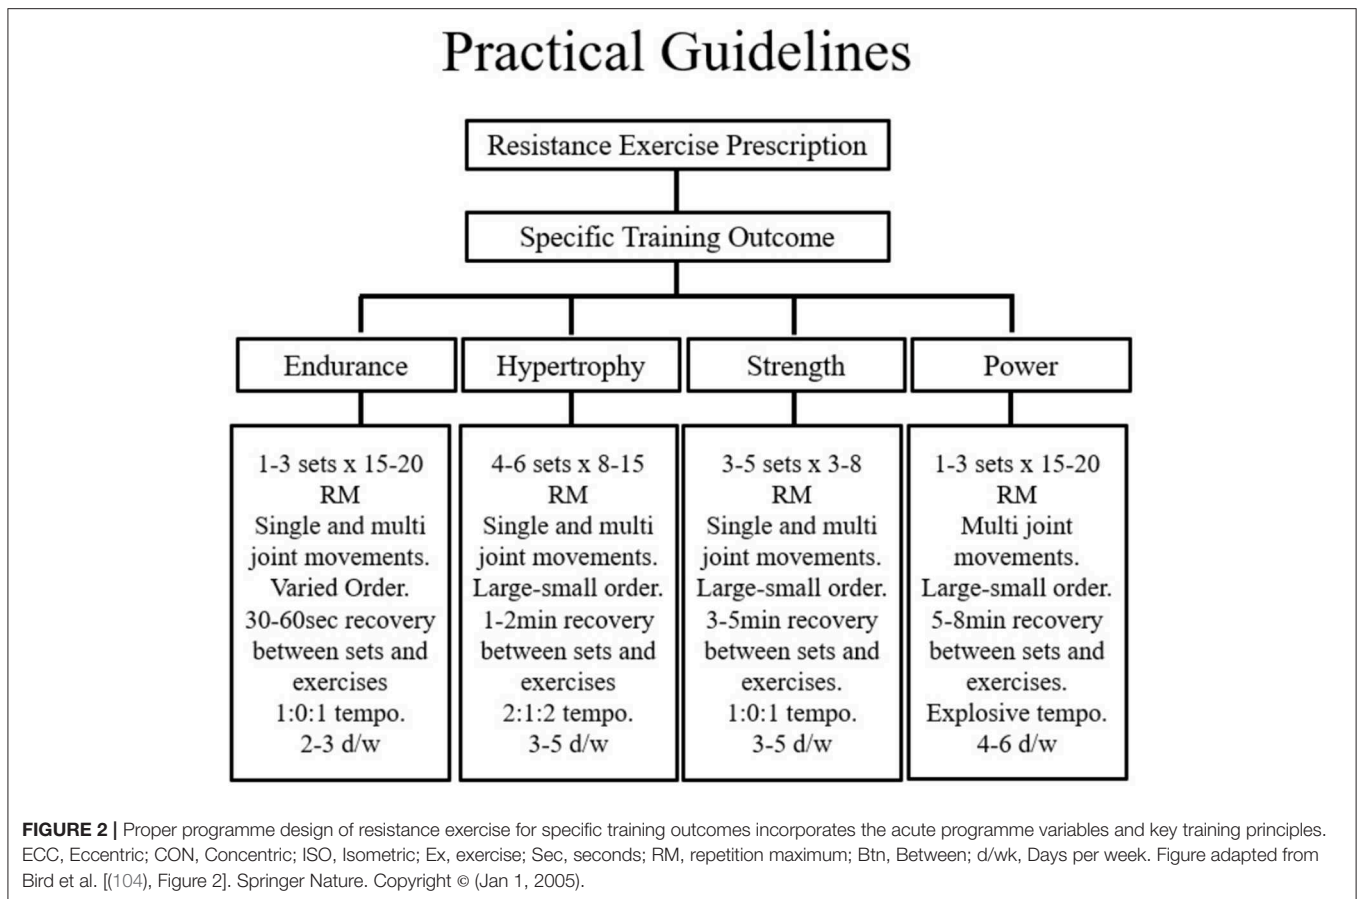 Practical Guidelines
Resistance Exercise Prescription
Specific Training Outcome
Endurance
Hypertrophy
Strength
Power
1-3 sets x 15-20
RM
Single and multi
joint movements.
Varied Order.
30-60sec recovery
between sets and
exercises
1:0:1 tempo.
2-3 d/w
4-6 sets x 8-15
RM
Single and multi
joint movements.
Large-small order.
1-2min recovery
between sets and
exercises
2:1:2 tempo.
3-5 d/w
3-5 sets x 3-8
RM
Single and multi
joint movements.
Large-small order.
3-5min recovery
between sets and
exercises.
1:0:1 tempo.
3-5 d/w
1-3 sets x 15-20
RM
Multi joint
movements.
Large-small order.
5-8min recovery
between sets and
exercises.
Explosive tempo.
4-6 d/w
FIGURE 2 | Proper programme design of resistance exercise for specific training outcomes incorporates the acute programme variables and key training principles.
ECC, Eccentric; CON, Concentric; ISO, Isometric; Ex, exercise; Sec, seconds; RM, repetition maximum; Btn, Between; d/wk, Days per week. Figure adapted from
Bird et al. [(104), Figure 2]. Springer Nature. Copyright © (Jan 1, 2005).